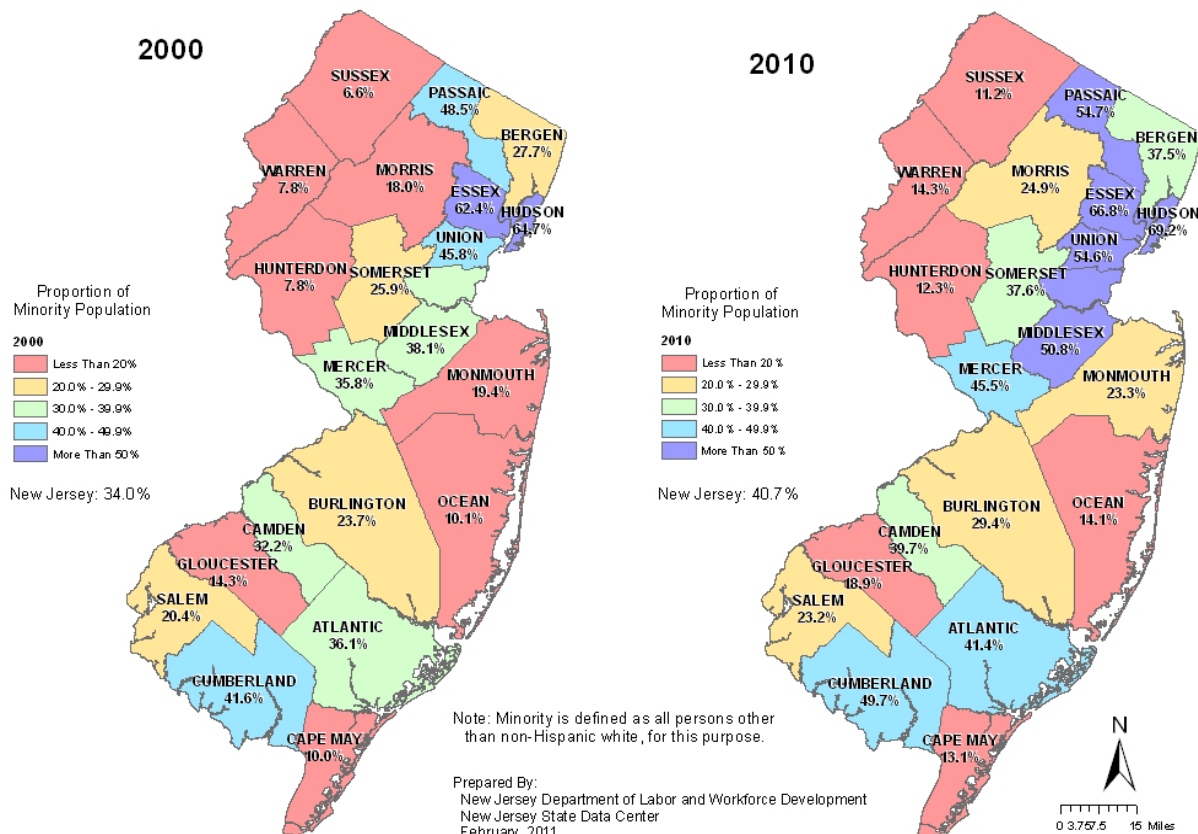 2000
SUSSEX
6.6%
PASSAIC
48.5%
BERGEN
27.7%
WARREN
7.8%
MORRIS
18.0%
ESSEX
62.4%
HUDSON
64.7%
UNION
45.8%
HUNTERDON
7.8%
SOMERSET
25.9%
MIDDLESEX
38.1%
MERCER
35.8%
MONMOUTH
19.4%
Proportion of
Minority Population
2000
Less Than 20%
20.0% - 29.9%
30.0% - 39.9%
40.0% - 49.9%
More Than 50%
New Jersey: 34.0%
BURLINGTON
23.7%
OCEAN
10.1%
CAMDEN
32.2%
GLOUCESTER
14.3%
SALEM
20.4%
ATLANTIC
36.1%
CUMBERLAND
41.6%
CAPE MAY
10.0%
2010
SUSSEX
11.2%
PASSAIC
54.7%
BERGEN
37.5%
WARREN
14.3%
MORRIS
24.9%
ESSEX
66.8%
HUDSON
69.2%
UNION
54.6%
HUNTERDON
12.3%
SOMERSET
37.6%
MIDDLESEX
50.8%
MERCER
45.5%
MONMOUTH
23.3%
Proportion of
Minority Population
2010
Less Than 20%
20.0% - 29.9%
30.0% - 39.9%
40.0% - 49.9%
More Than 50%
New Jersey: 40.7%
BURLINGTON
29.4%
OCEAN
14.1%
CAMDEN
39.7%
GLOUCESTER
18.9%
SALEM
23.2%
ATLANTIC
41.4%
CUMBERLAND
49.7%
CAPE MAY
13.1%
Note: Minority is defined as all persons other
than non-Hispanic white, for this purpose.
Prepared By:
New Jersey Department of Labor and Workforce Development
New Jersey State Data Center
February, 2011
N
0 3.757.5 15 Miles